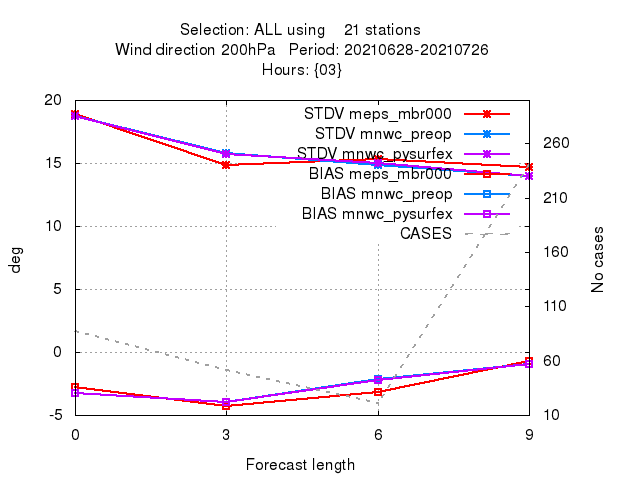 Selection: ALL using    21 stations
Wind direction 200hPa   Period: 20210628-20210726
Hours: {03}
STDV meps_mbr000
STDV mnwc_preop
STDV mnwc_pysurfex
BIAS meps_mbr000
BIAS mnwc_preop
BIAS mnwc_pysurfex
CASES
20
15
10
5
0
-5
deg
260
210
160
110
60
10
No cases
0 3 6 9
Forecast length